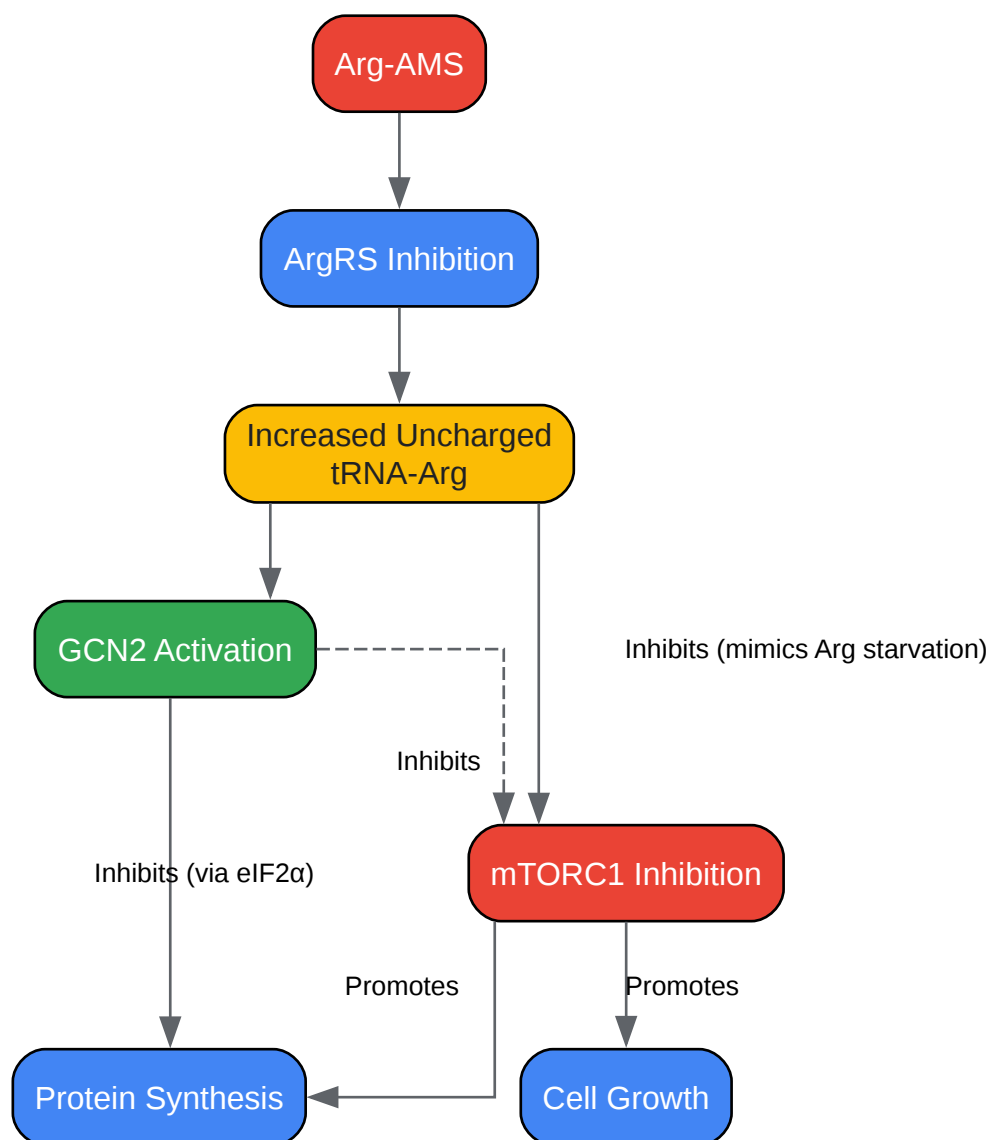 Arg-AMS
ArgRS Inhibition
Increased Uncharged
tRNA-Arg
GCN2 Activation
Inhibits (mimics Arg starvation)
Inhibits
Inhibits (via eIF2α)
mTORC1 Inhibition
Promotes
Promotes
Protein Synthesis
Cell Growth